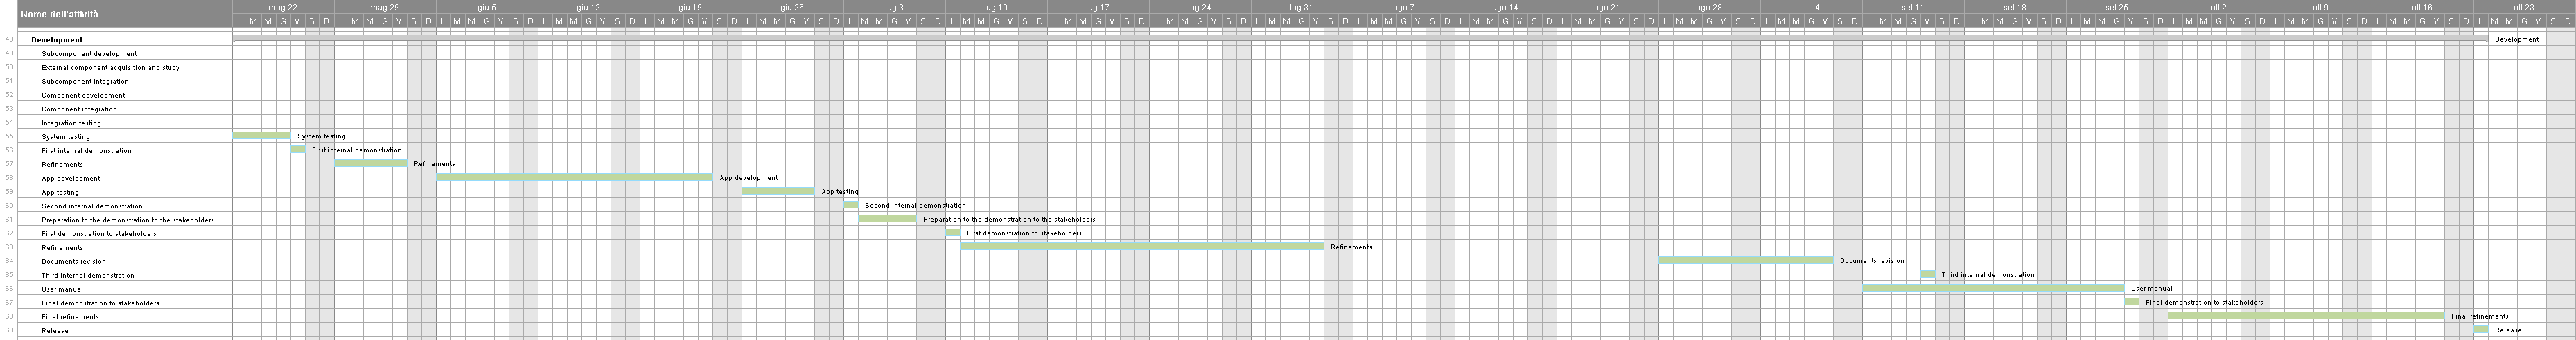 Nome dell'attività
mag 22 mag 29 giu 5 giu 12 giu 19 giu 26 lug 3 lug 10 lug 17 lug 24 lug 31 ago 7 ago 14 ago 21 ago 28 set 4 set 11 set 18 set 25 ott 2 ott 9 ott 16 ott 23
L M M G V S D L M M G V S D L M M G V S D L M M G V S D L M M G V S D L M M G V S D L M M G V S D L M M G V S D L M M G V S D L M M G V S D L M M G V S D L M M G V S D L M M G V S D L M M G V S D L M M G V S D L M M G V S D L M M G V S D L M M G V S D L M M G V S D L M M G V S D L M M G V S D L M M G V S D L M M G V S D
48 Development Development
49 Subcomponent development
50 External component acquisition and study
51 Subcomponent integration
52 Component development
53 Component integration
54 Integration testing
55 System testing System testing
56 First internal demonstration First internal demonstration
57 Refinements Refinements
58 App development App development
59 App testing App testing
60 Second internal demonstration Second internal demonstration
61 Preparation to the demonstration to the stakeholders Preparation to the demonstration to the stakeholders
62 First demonstration to stakeholders First demonstration to stakeholders
63 Refinements Refinements
64 Documents revision Documents revision
65 Third internal demonstration Third internal demonstration
66 User manual User manual
67 Final demonstration to stakeholders Final demonstration to stakeholders
68 Final refinements Final refinements
69 Release Release